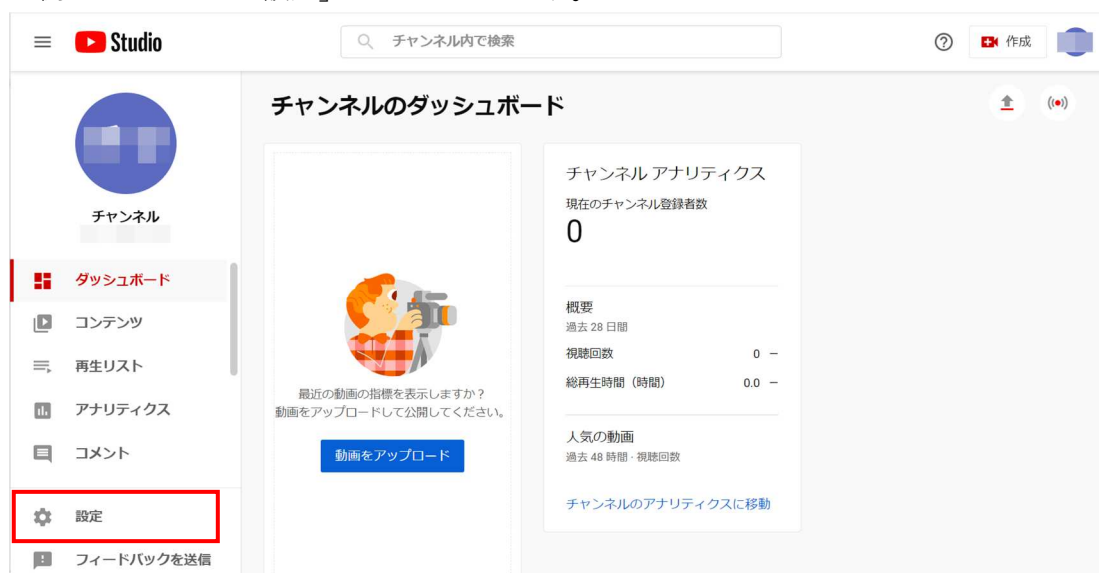 Studio
チャンネル内で検索
作成
チャンネル
ダッシュボード
コンテンツ
再生リスト
アナリティクス
コメント
設定
フィードバックを送信
チャンネルのダッシュボード
最近の動画の指標を表示しますか？
動画をアップロードして公開してください。
動画をアップロード
チャンネル アナリティクス
現在のチャンネル登録者数
0
概要
過去 28 日間
視聴回数 0 —
総再生時間（時間） 0.0 —
人気の動画
過去 48 時間 · 視聴回数
チャンネルのアナリティクスに移動